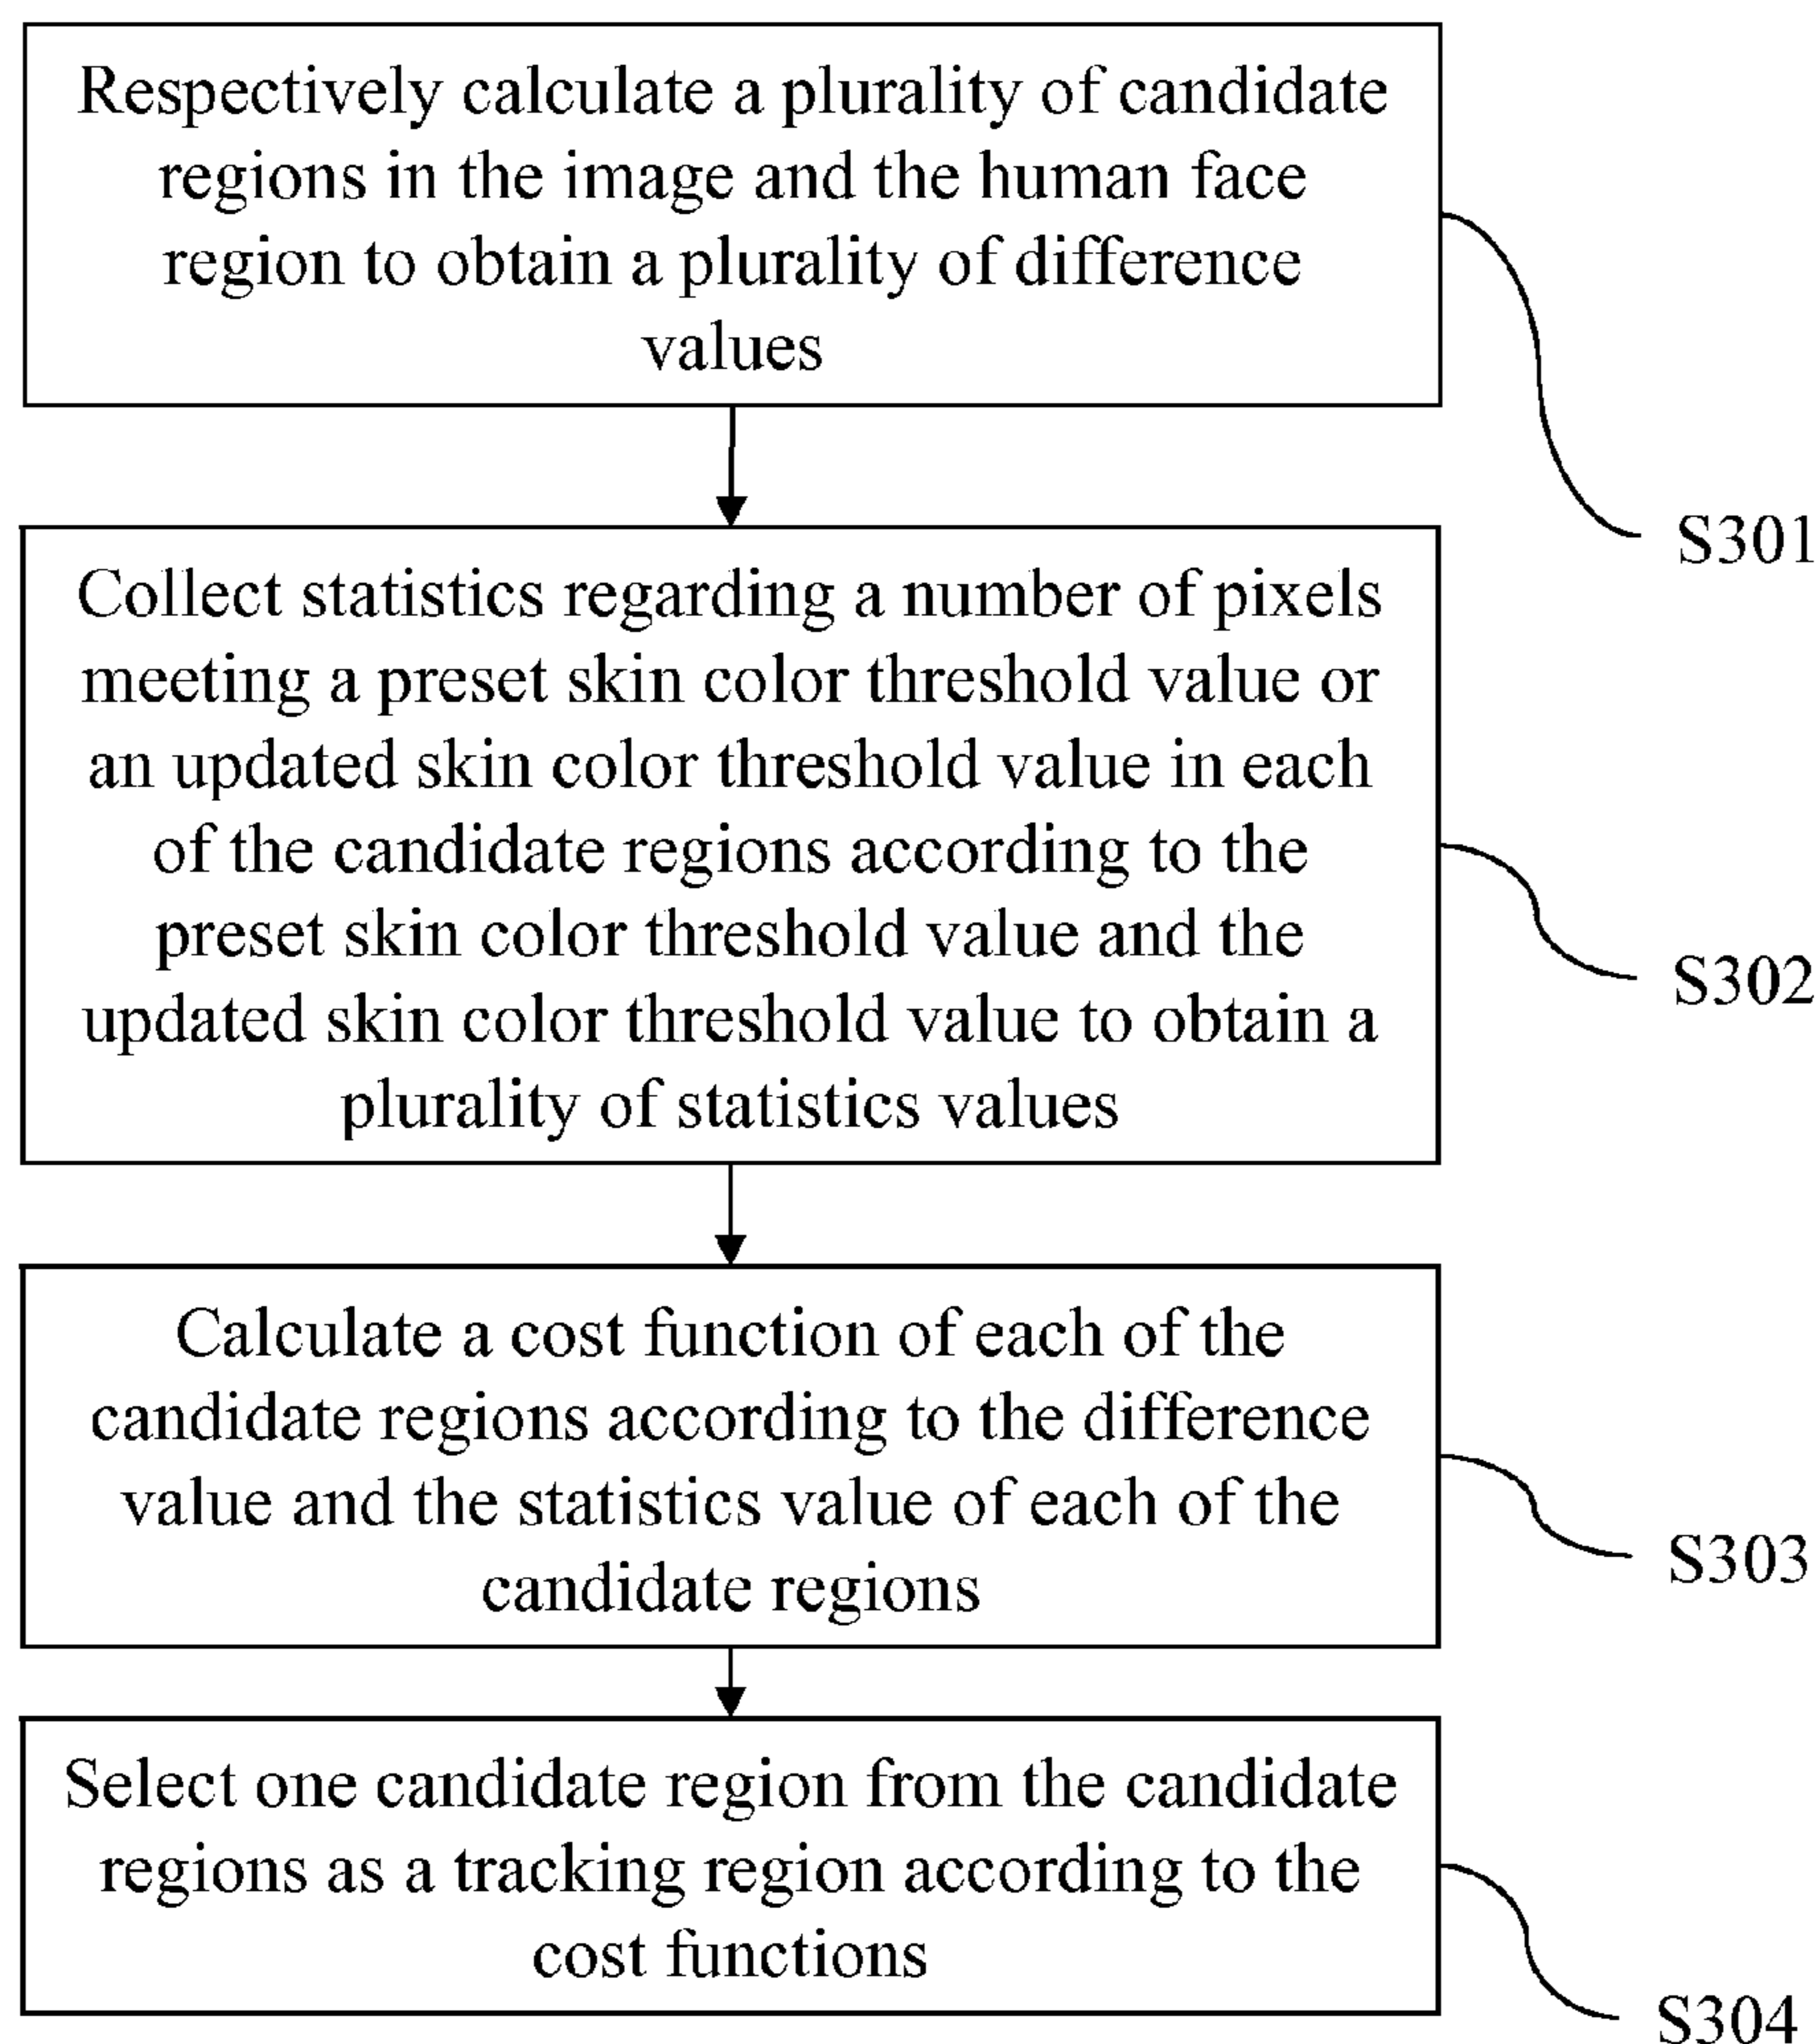 Respectively calculate a plurality of candidate
regions in the image and the human face
region to obtain a plurality of difference
values
S301
Collect statistics regarding a number of pixels
meeting a preset skin color threshold value or
an updated skin color threshold value in each
of the candidate regions according to the
preset skin color threshold value and the
updated skin color threshold value to obtain a
plurality of statistics values
S302
Calculate a cost function of each of the
candidate regions according to the difference
value and the statistics value of each of the
candidate regions
S303
Select one candidate region from the candidate
regions as a tracking region according to the
cost functions
S304